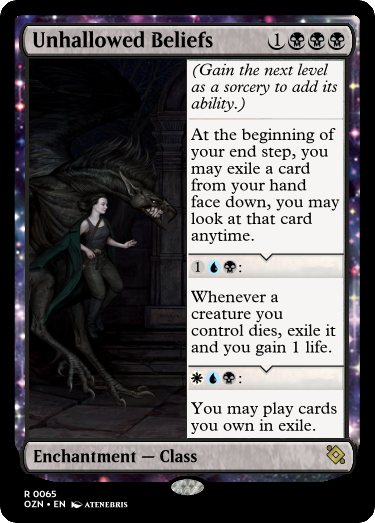 Unhallowed Beliefs 1
(Gain the next level
as a sorcery to add its
ability.)
At the beginning of
your end step, you
may exile a card
from your hand
face down, you may
look at that card
anytime.
1 :
Whenever a
creature you
control dies, exile it
and you gain 1 life.
:
You may play cards
you own in exile.
Enchantment — Class
R 0065
OZN • EN ATENEBRIS